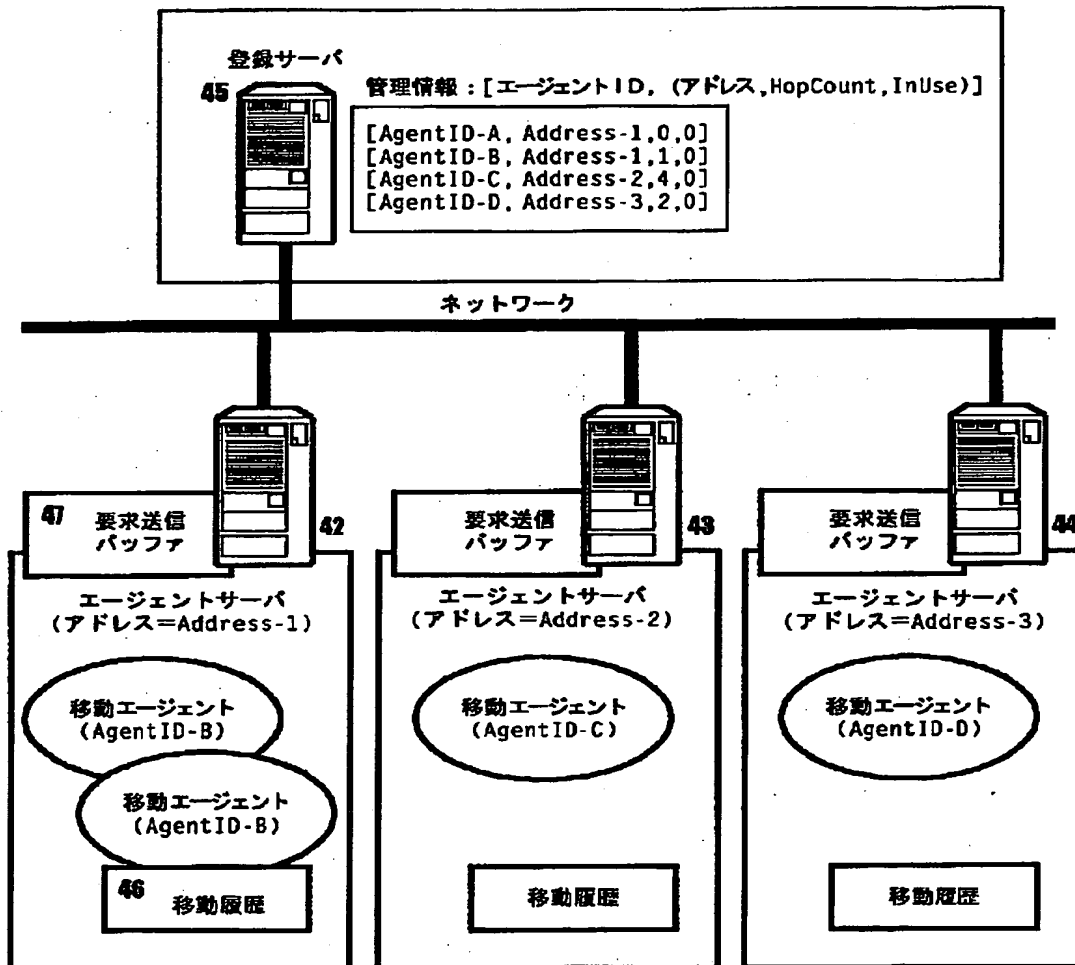 登録サーバ
45
管理情報：[エージェントID, (アドレス,HopCount,InUse)]
[AgentID-A, Address-1,0,0]
[AgentID-B, Address-1,1,0]
[AgentID-C, Address-2,4,0]
[AgentID-D, Address-3,2,0]
ネットワーク
47
要求送信
バッファ
42
エージェントサーバ
(アドレス＝Address-1)
移動エージェント
(AgentID-B)
移動エージェント
(AgentID-B)
46
移動履歴
要求送信
バッファ
43
エージェントサーバ
(アドレス＝Address-2)
移動エージェント
(AgentID-C)
移動履歴
要求送信
バッファ
44
エージェントサーバ
(アドレス＝Address-3)
移動エージェント
(AgentID-D)
移動履歴